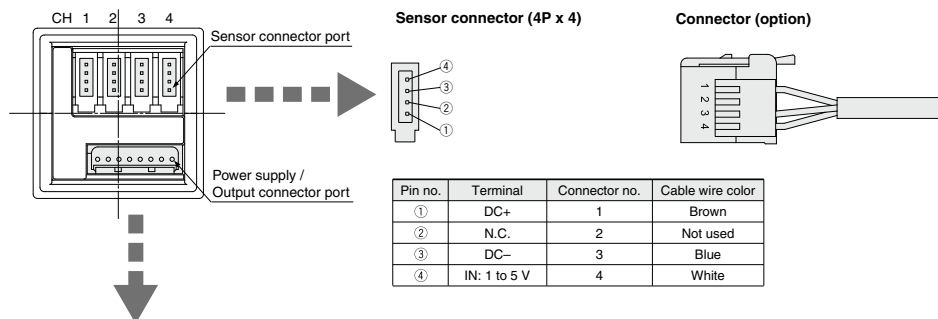 CH 1 2 3 4
Sensor connector port
Power supply /
Output connector port
Sensor connector (4P x 4)
④
③
②
①
Connector (option)
1
2
3
4
Pin no. Terminal Connector no. Cable wire color
① DC+ 1 Brown
② N.C. 2 Not used
③ DC– 3 Blue
④ IN: 1 to 5 V 4 White